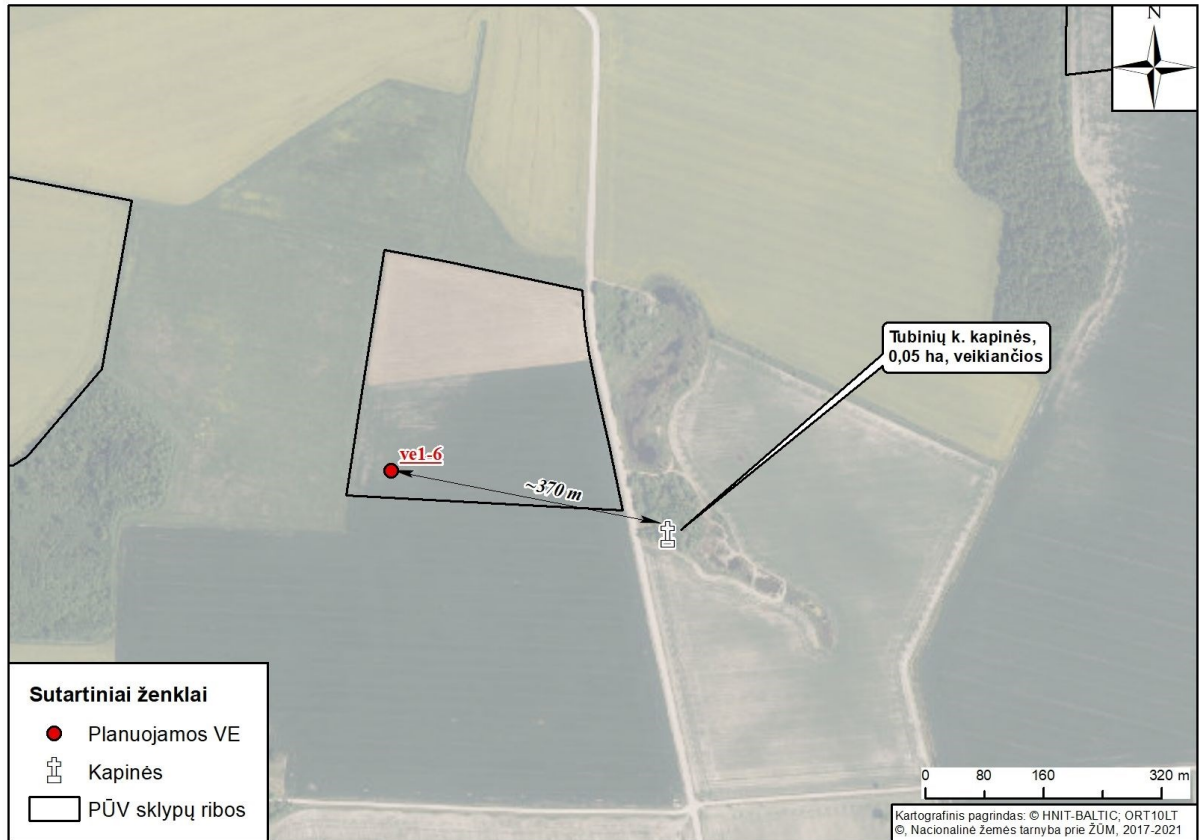 N
Tubinių k. kapinės,
0,05 ha, veikiančios
ve1-6
~370 m
Sutartiniai ženklai
Planuojamos VE
Kapinės
PŪV sklypų ribos
0 80 160 320 m
Kartografinis pagrindas: © HNIT-BALTIC; ORT10LT
©, Nacionalinė žemės tarnyba prie ŽŪM, 2017-2021